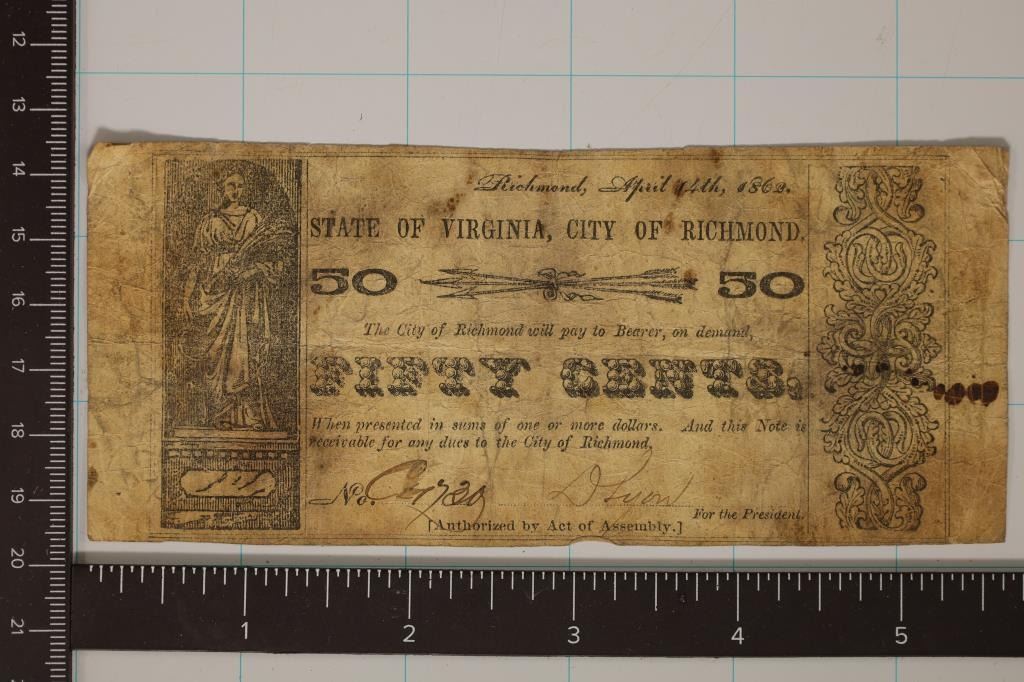 Richmond, April 14th, 1862.
STATE OF VIRGINIA, CITY OF RICHMOND.
50 50
The City of Richmond will pay to Bearer, on demand,
FIFTY CENTS.
When presented in sums of one or more dollars. And this Note is
receivable for any dues to the City of Richmond,
No.
For the President.
[Authorized by Act of Assembly.]
12
13
14
15
16
17
18
19
20
21
1 2 3 4 5